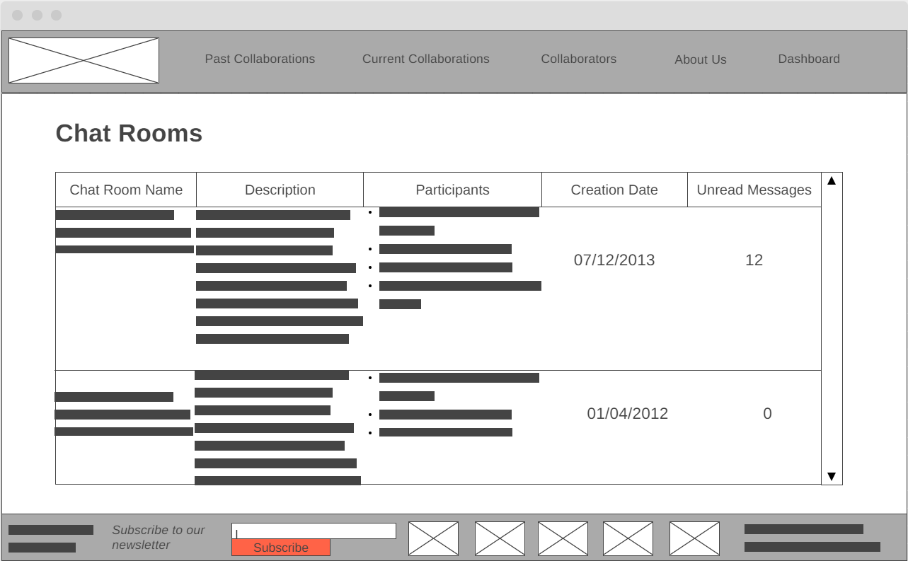 Past Collaborations
Current Collaborations
Collaborators
About Us
Dashboard
Chat Rooms
Chat Room Name
Description
Participants
Creation Date
Unread Messages
07/12/2013
12
01/04/2012
0
Subscribe to our
newsletter
Subscribe